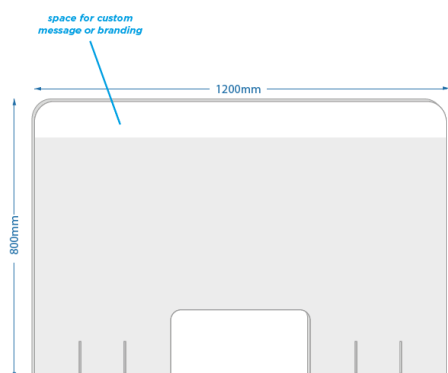 space for custom
message or branding
1200mm
800mm